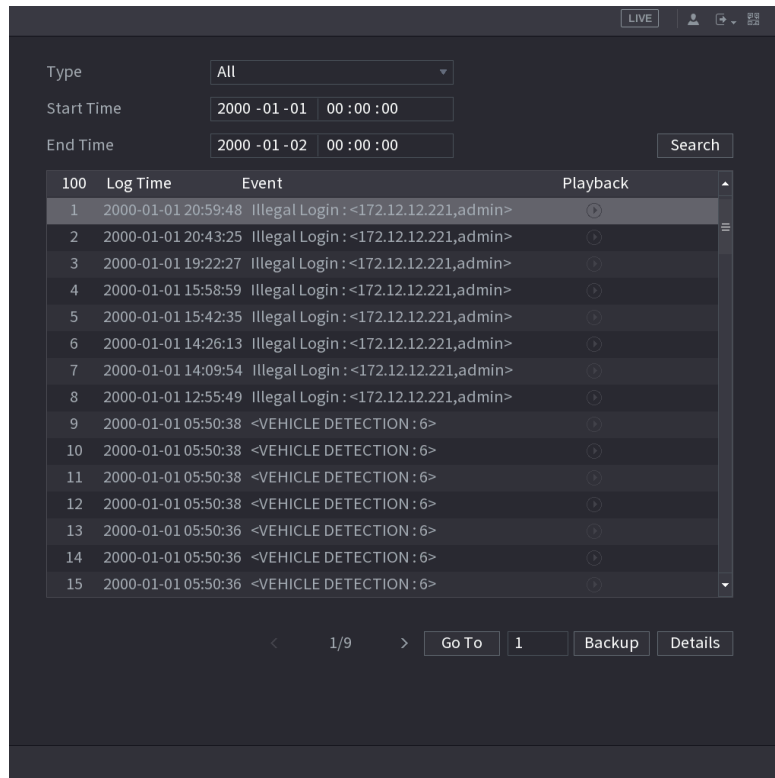 LIVE
Type All
Start Time 2000 -01 -01 00 :00 :00
End Time 2000 -01 -02 00 :00 :00 Search
100 Log Time Event Playback
1 2000-01-01 20:59:48 Illegal Login : <172.12.12.221,admin>
2 2000-01-01 20:43:25 Illegal Login : <172.12.12.221,admin>
3 2000-01-01 19:22:27 Illegal Login : <172.12.12.221,admin>
4 2000-01-01 15:58:59 Illegal Login : <172.12.12.221,admin>
5 2000-01-01 15:42:35 Illegal Login : <172.12.12.221,admin>
6 2000-01-01 14:26:13 Illegal Login : <172.12.12.221,admin>
7 2000-01-01 14:09:54 Illegal Login : <172.12.12.221,admin>
8 2000-01-01 12:55:49 Illegal Login : <172.12.12.221,admin>
9 2000-01-01 05:50:38 <VEHICLE DETECTION : 6>
10 2000-01-01 05:50:38 <VEHICLE DETECTION : 6>
11 2000-01-01 05:50:38 <VEHICLE DETECTION : 6>
12 2000-01-01 05:50:38 <VEHICLE DETECTION : 6>
13 2000-01-01 05:50:36 <VEHICLE DETECTION : 6>
14 2000-01-01 05:50:36 <VEHICLE DETECTION : 6>
15 2000-01-01 05:50:36 <VEHICLE DETECTION : 6>
< 1/9 > Go To 1 Backup Details